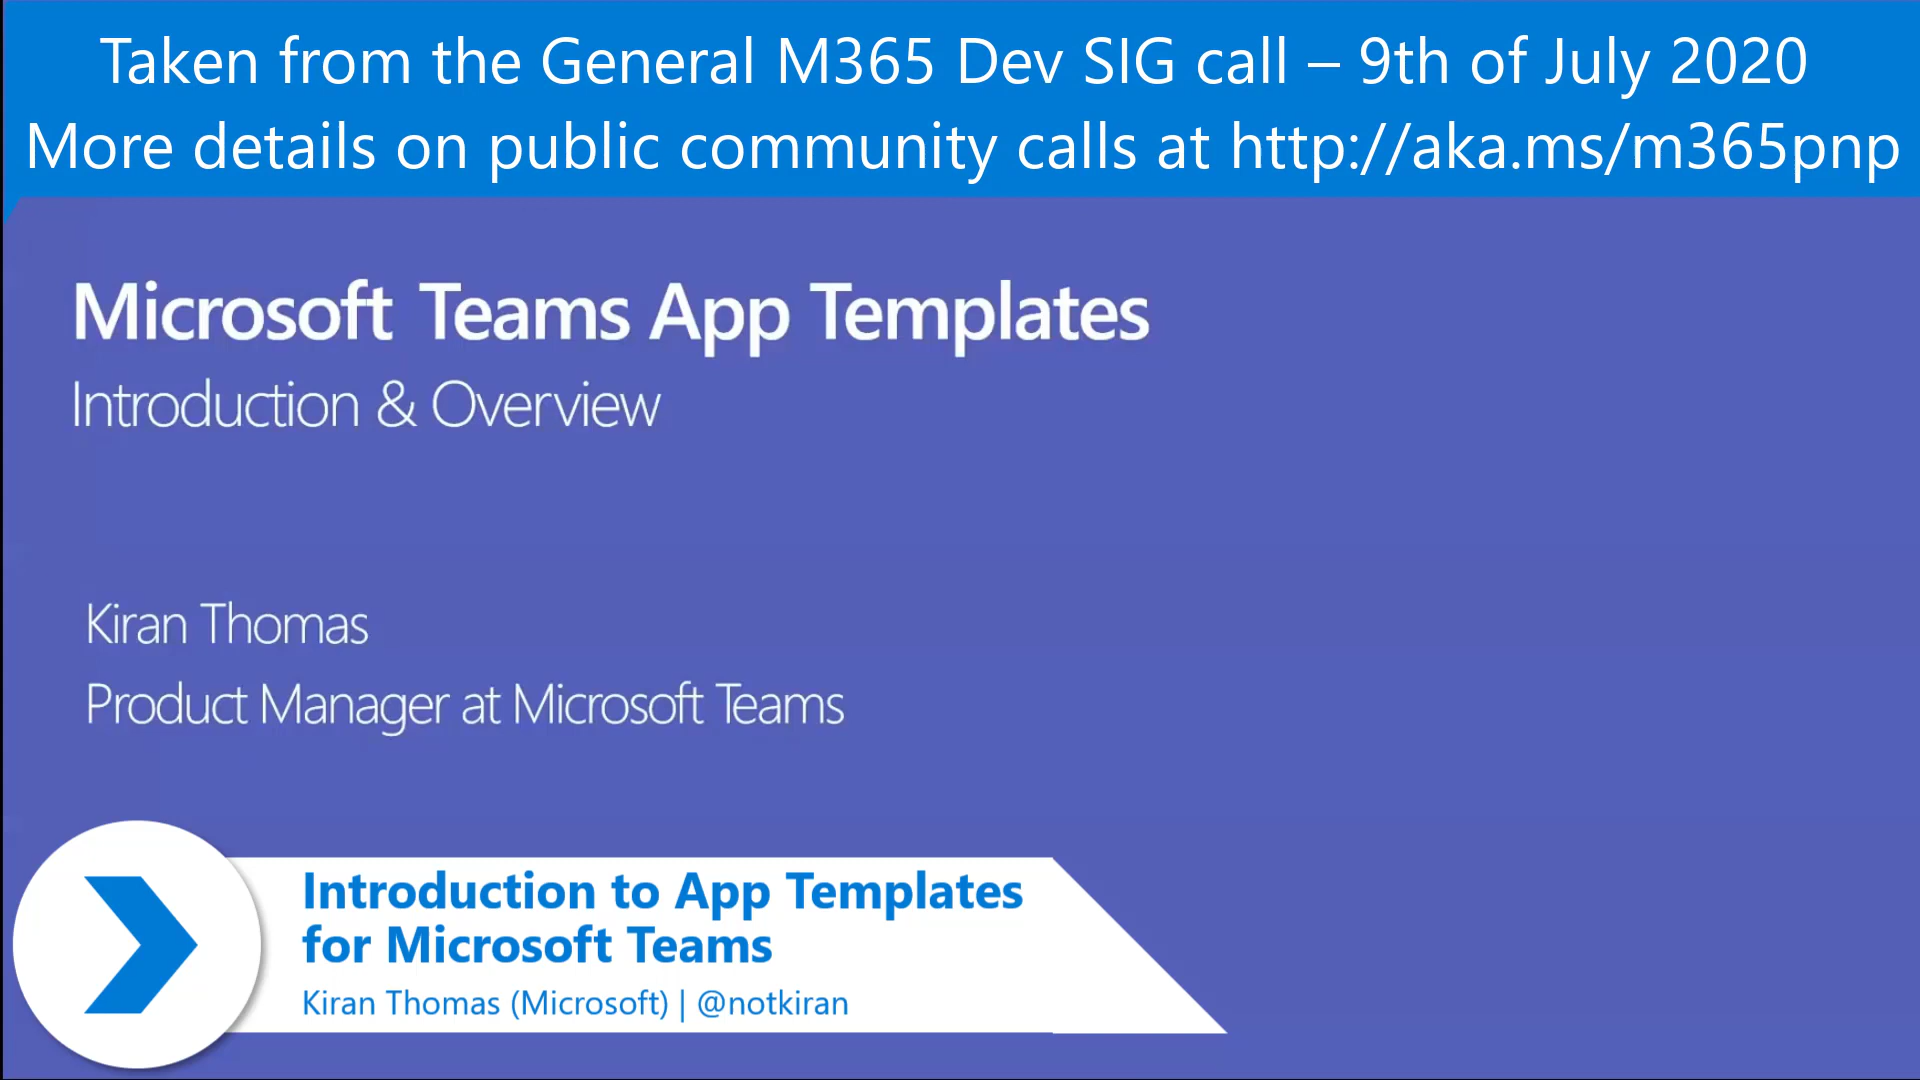 Taken from the General M365 Dev SIG call – 9th of July 2020
More details on public community calls at http://aka.ms/m365pnp
Microsoft Teams App Templates
Introduction & Overview
Kiran Thomas
Product Manager at Microsoft Teams
Introduction to App Templates
for Microsoft Teams
Kiran Thomas (Microsoft) | @notkiran